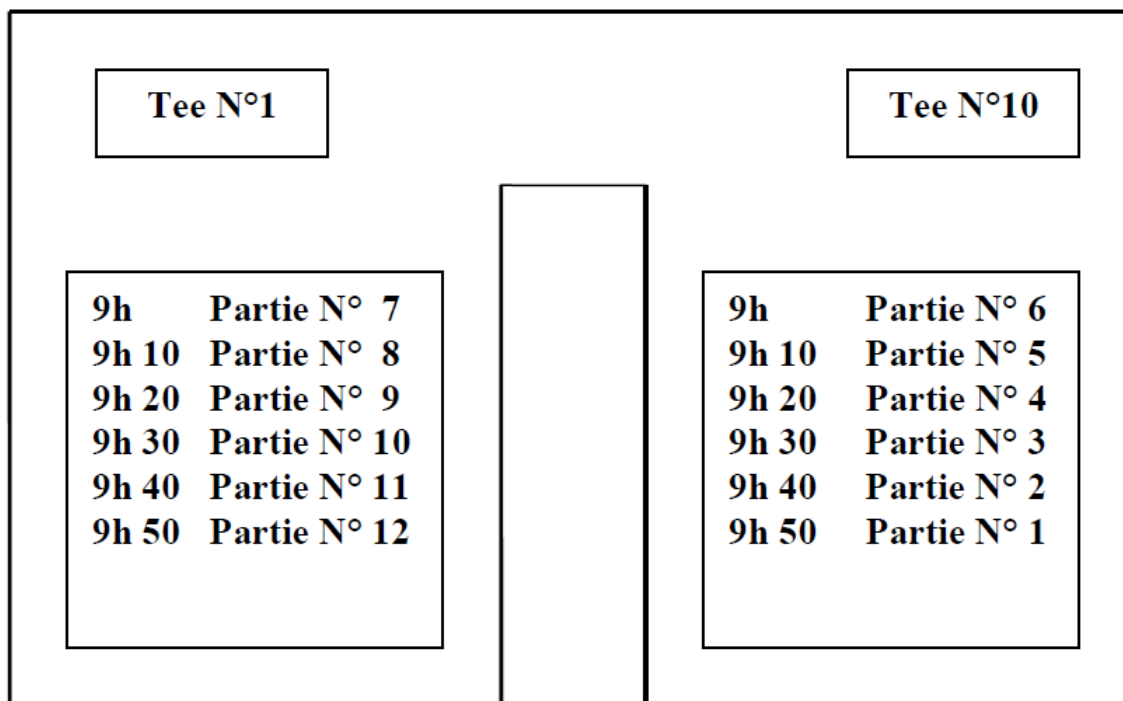 Tee N°1
Tee N°10
9h Partie N° 7
9h 10 Partie N° 8
9h 20 Partie N° 9
9h 30 Partie N° 10
9h 40 Partie N° 11
9h 50 Partie N° 12
9h Partie N° 6
9h 10 Partie N° 5
9h 20 Partie N° 4
9h 30 Partie N° 3
9h 40 Partie N° 2
9h 50 Partie N° 1